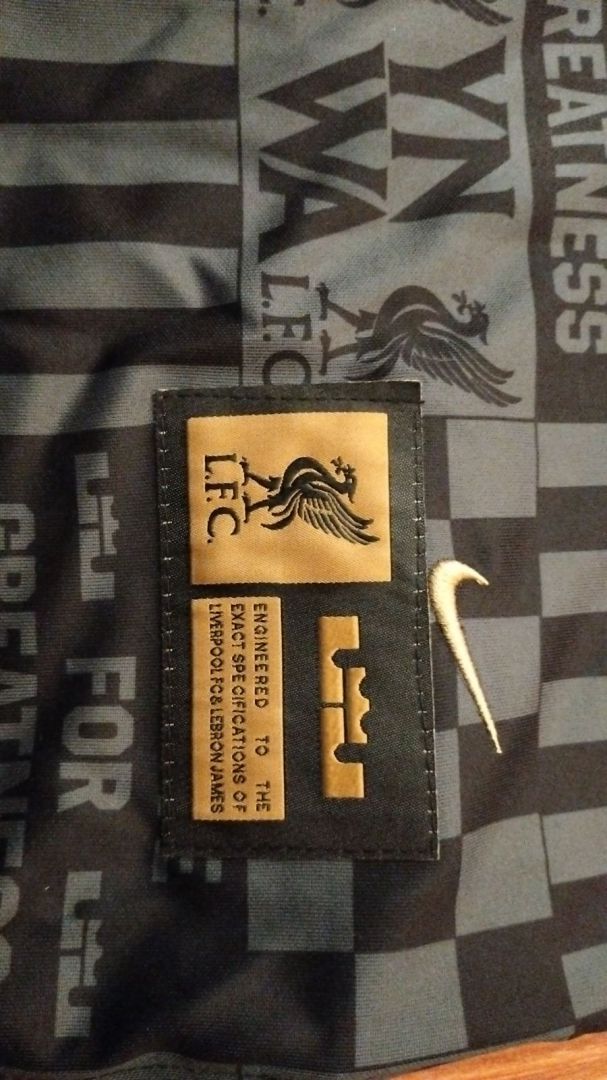 YN
WA
L.F.C
GREATNESS
L.F.C.
ENGINEERED TO THE
EXACT SPECIFICATIONS OF
LIVERPOOL FC & LEBRON JAMES
FOR
GREATNESS